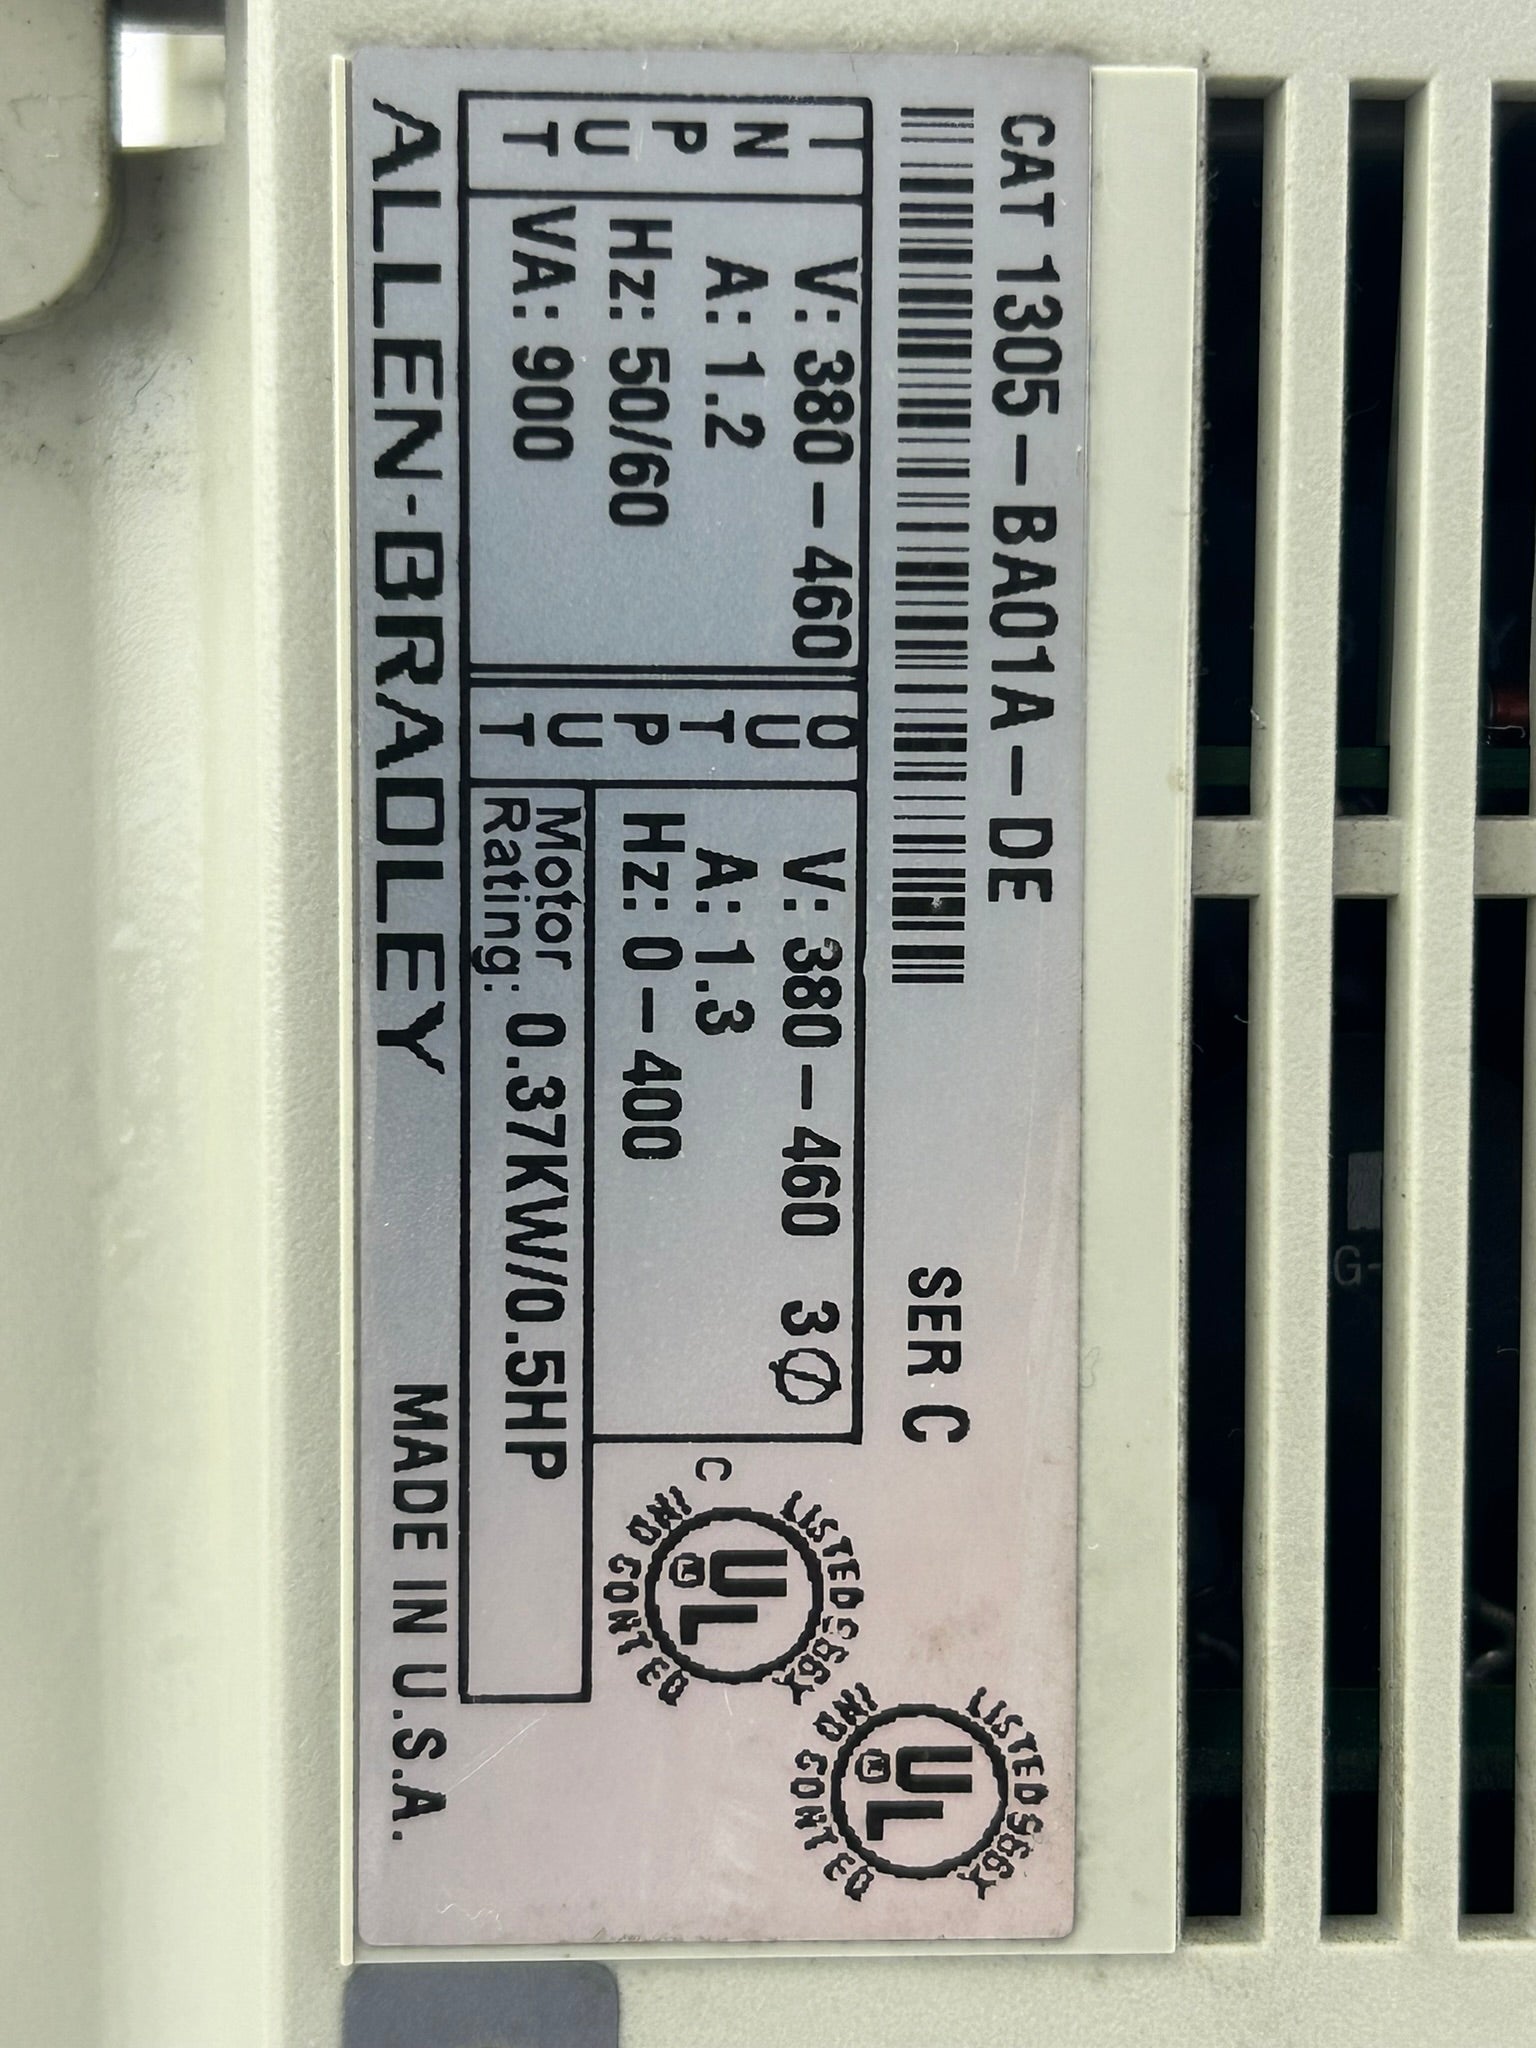 CAT 1305-BA01A-DE
SER C
INPUT
V: 380-460
A: 1.2
Hz: 50/60
VA: 900
OUTPUT
V: 380-460 3Ø
A: 1.3
Hz: 0-400
Motor
Rating: 0.37KW/0.5HP
C
LISTED 566Y
UL
IND CONT EQ
LISTED 566Y
UL
IND CONT EQ
ALLEN-BRADLEY
MADE IN U.S.A.
G-